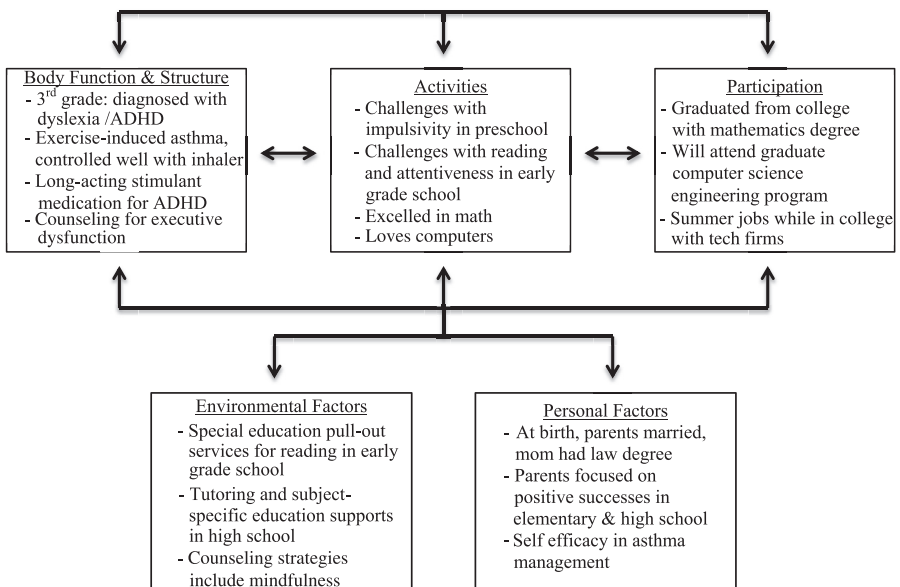 Body Function & Structure
- 3rd grade: diagnosed with
dyslexia /ADHD
- Exercise-induced asthma,
controlled well with inhaler
- Long-acting stimulant
medication for ADHD
- Counseling for executive
dysfunction
Activities
- Challenges with
impulsivity in preschool
- Challenges with reading
and attentiveness in early
grade school
- Excelled in math
- Loves computers
Participation
- Graduated from college
with mathematics degree
- Will attend graduate
computer science
engineering program
- Summer jobs while in college
with tech firms
Environmental Factors
- Special education pull-out
services for reading in early
grade school
- Tutoring and subject-
specific education supports
in high school
- Counseling strategies
include mindfulness
Personal Factors
- At birth, parents married,
mom had law degree
- Parents focused on
positive successes in
elementary & high school
- Self efficacy in asthma
management